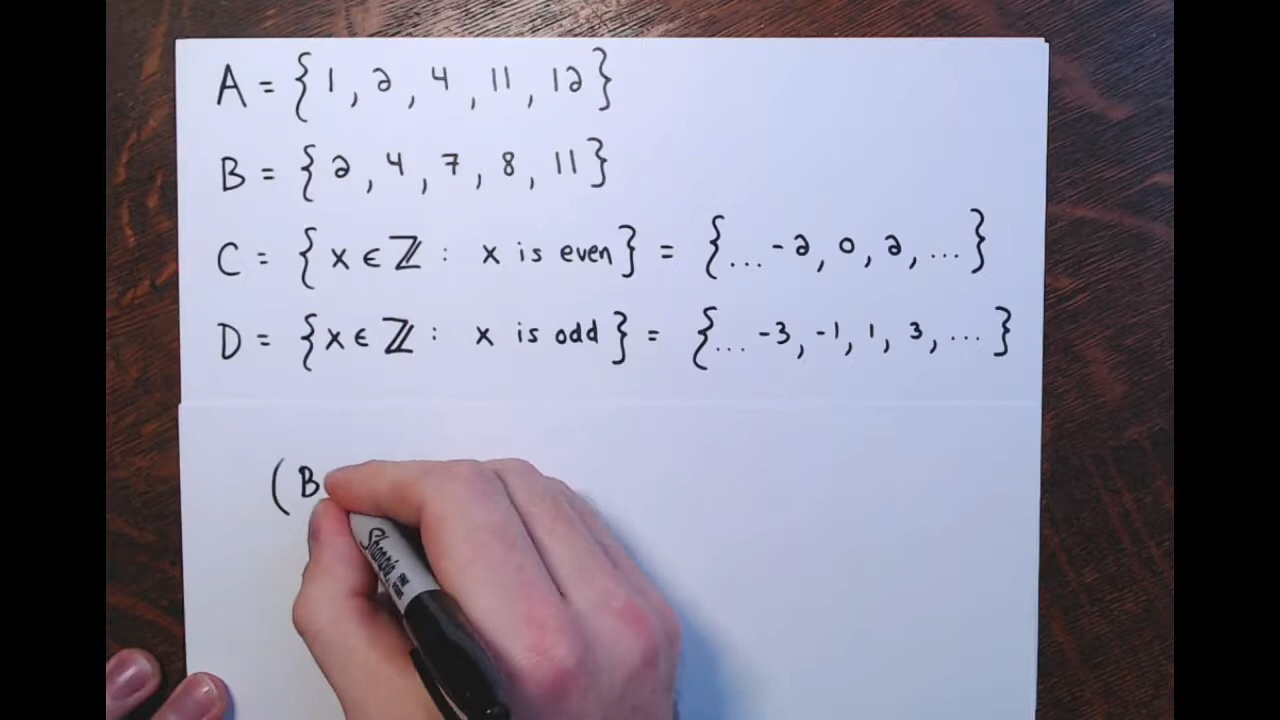 A = {1, 2, 4, 11, 12}
B = {2, 4, 7, 8, 11}
C = {x ∈ ℤ : x is even} = {... -2, 0, 2, ...}
D = {x ∈ ℤ : x is odd} = {... -3, -1, 1, 3, ...}
(B
Sharpie